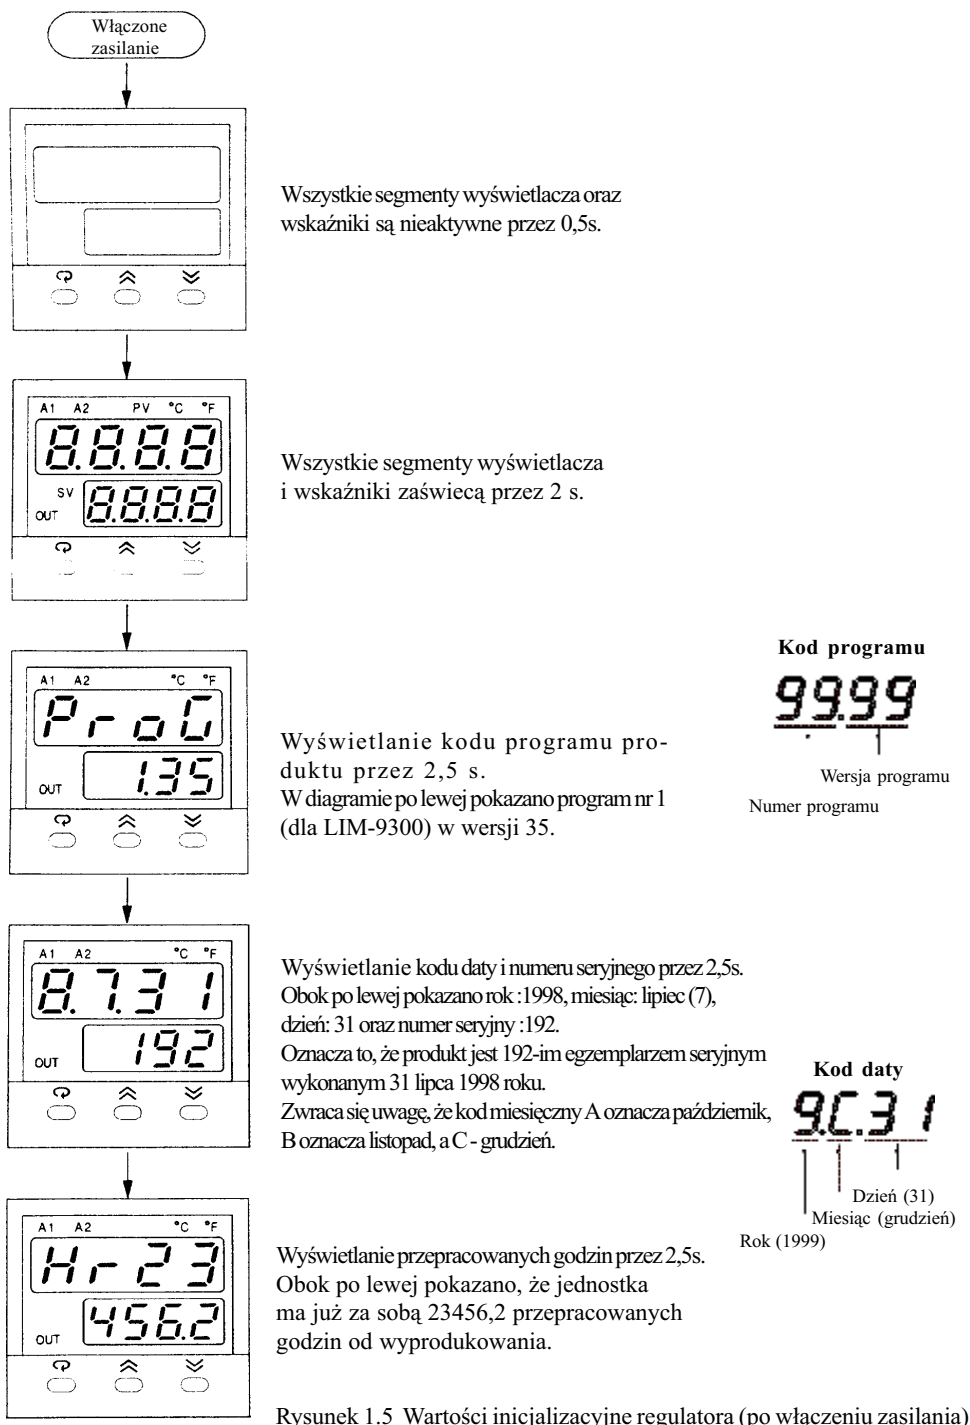 Włączone
zasilanie
Wszystkie segmenty wyświetlacza oraz
wskaźniki są nieaktywne przez 0,5s.
A1 A2 PV °C °F
8.8.8.8
SV
OUT 8.8.8.8
Wszystkie segmenty wyświetlacza
i wskaźniki zaświecą przez 2 s.
A1 A2 °C °F
ProG
OUT 1.35
Wyświetlanie kodu programu pro-
duktu przez 2,5 s.
W diagramie po lewej pokazano program nr 1
(dla LIM-9300) w wersji 35.
Kod programu
99.99
Wersja programu
Numer programu
A1 A2 °C °F
8.7.31
OUT 192
Wyświetlanie kodu daty i numeru seryjnego przez 2,5s.
Obok po lewej pokazano rok :1998, miesiąc: lipiec (7),
dzień: 31 oraz numer seryjny :192.
Oznacza to, że produkt jest 192-im egzemplarzem seryjnym
wykonanym 31 lipca 1998 roku.
Zwraca się uwagę, że kod miesięczny A oznacza październik,
B oznacza listopad, a C - grudzień.
Kod daty
9.C.31
Dzień (31)
Miesiąc (grudzień)
Rok (1999)
A1 A2 °C °F
Hr23
OUT 456.2
Wyświetlanie przepracowanych godzin przez 2,5s.
Obok po lewej pokazano, że jednostka
ma już za sobą 23456,2 przepracowanych
godzin od wyprodukowania.
Rysunek 1.5 Wartości inicjalizacyjne regulatora (po włączeniu zasilania)